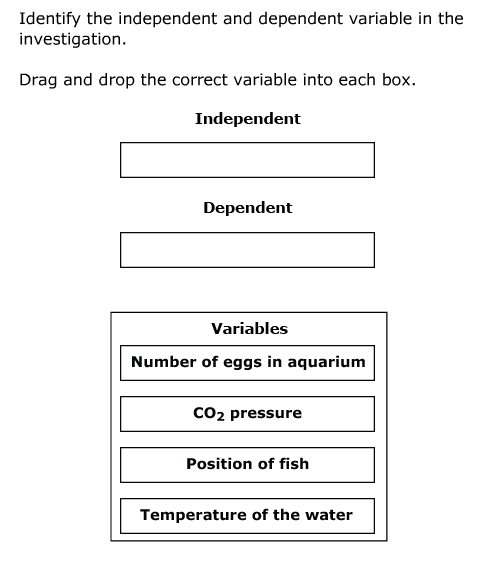 Identify the independent and dependent variable in the
investigation.
Drag and drop the correct variable into each box.
Independent
Dependent
Variables
Number of eggs in aquarium
CO₂ pressure
Position of fish
Temperature of the water